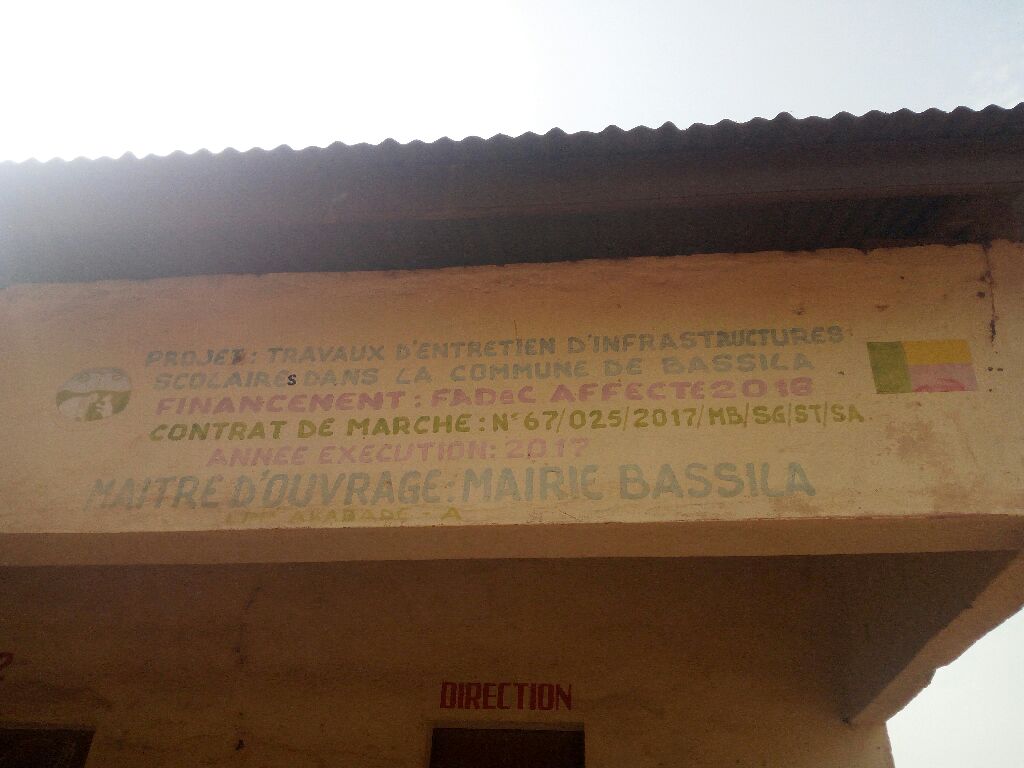 PROJET: TRAVAUX D'ENTRETIEN D'INFRASTRUCTURES
SCOLAIRES DANS LA COMMUNE DE BASSILA
FINANCENENT: FADeC AFFECTE 2016
CONTRAT DE MARCHE: N° 67/025/2017/MB/SG/ST/SA
ANNEE EXECUTION: 2017
MAITRE D'OUVRAGE: MAIRIE BASSILA
DIRECTION